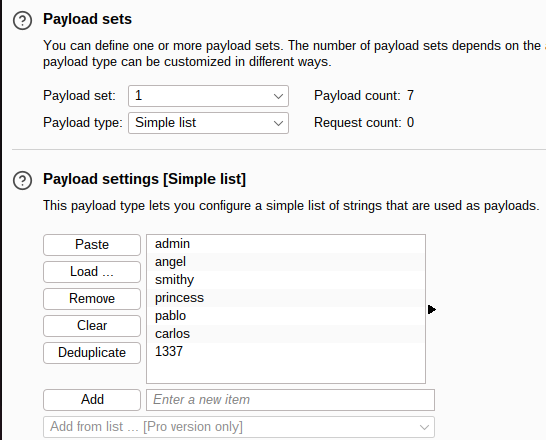 Payload sets
You can define one or more payload sets. The number of payload sets depends on the
payload type can be customized in different ways.
Payload set: 1 Payload count: 7
Payload type: Simple list Request count: 0
Payload settings [Simple list]
This payload type lets you configure a simple list of strings that are used as payloads.
Paste
Load ...
Remove
Clear
Deduplicate
admin
angel
smithy
princess
pablo
carlos
1337
Add Enter a new item
Add from list ... [Pro version only]